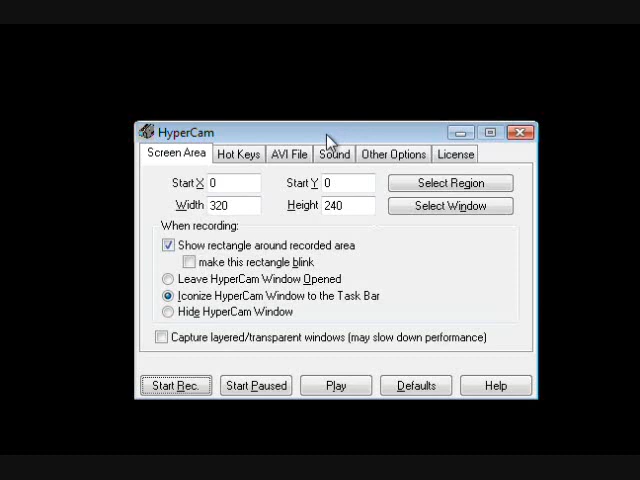 HyperCam
Screen Area Hot Keys AVI File Sound Other Options License
Start X 0 Start Y 0 Select Region
Width 320 Height 240 Select Window
When recording:
Show rectangle around recorded area
make this rectangle blink
Leave HyperCam Window Opened
Iconize HyperCam Window to the Task Bar
Hide HyperCam Window
Capture layered/transparent windows (may slow down performance)
Start Rec. Start Paused Play Defaults Help